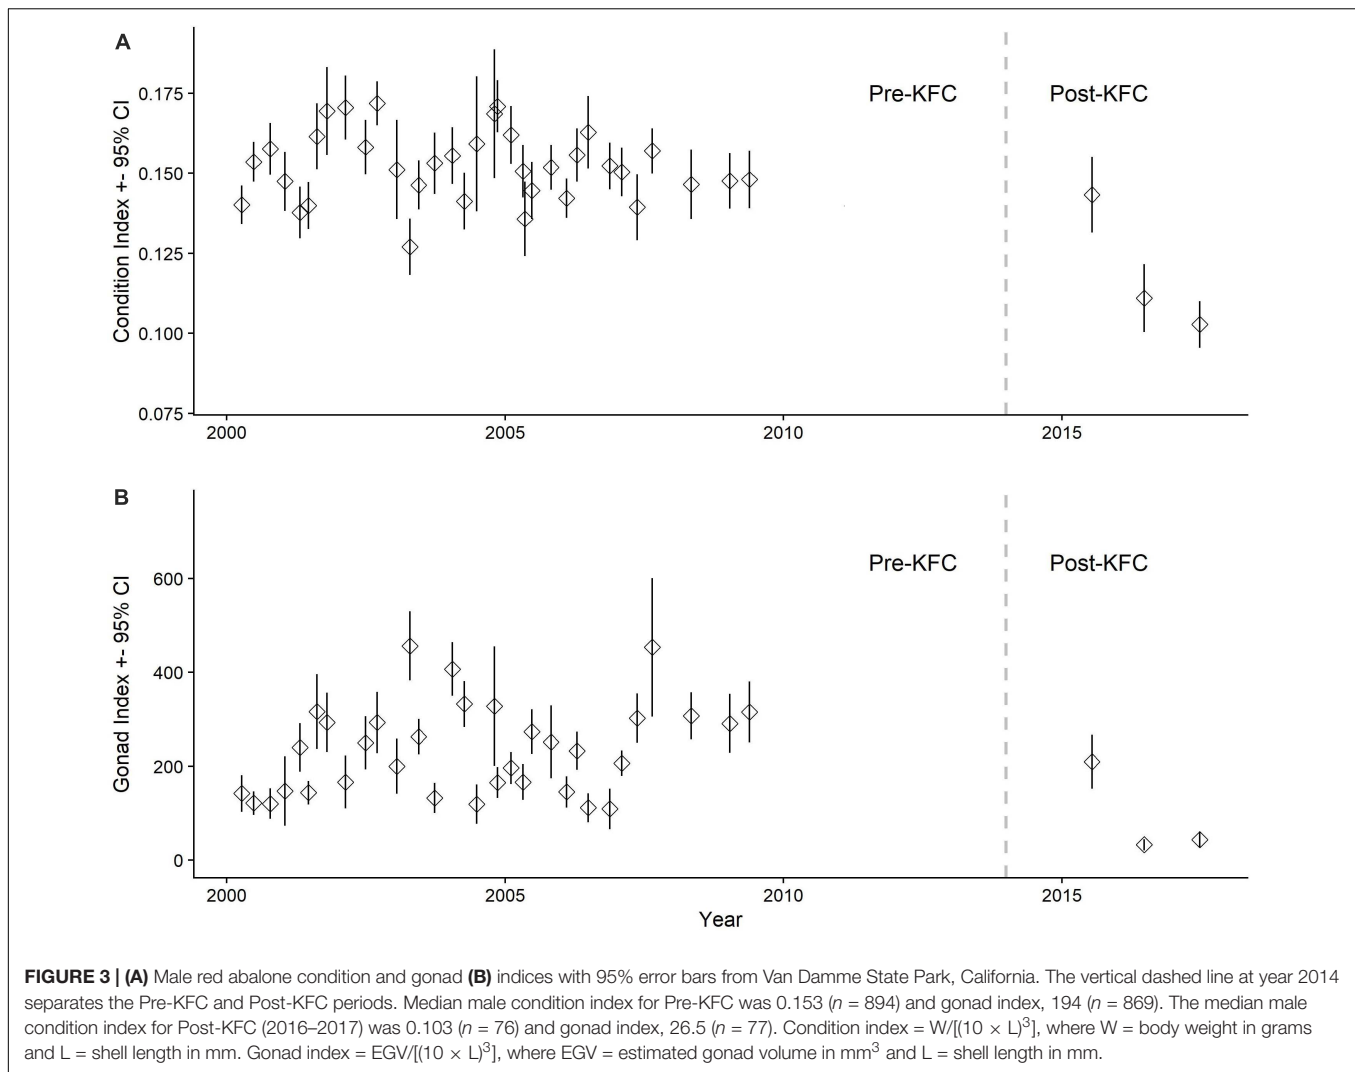 A
Condition Index +- 95% CI
0.175
0.150
0.125
0.100
0.075
Pre-KFC
Post-KFC
2000
2005
2010
2015
B
Gonad Index +- 95% CI
600
400
200
0
Pre-KFC
Post-KFC
2000
2005
2010
2015
Year
FIGURE 3 | (A) Male red abalone condition and gonad (B) indices with 95% error bars from Van Damme State Park, California. The vertical dashed line at year 2014
separates the Pre-KFC and Post-KFC periods. Median male condition index for Pre-KFC was 0.153 (n = 894) and gonad index, 194 (n = 869). The median male
condition index for Post-KFC (2016–2017) was 0.103 (n = 76) and gonad index, 26.5 (n = 77). Condition index = W/[(10 × L)³], where W = body weight in grams
and L = shell length in mm. Gonad index = EGV/[(10 × L)³], where EGV = estimated gonad volume in mm³ and L = shell length in mm.